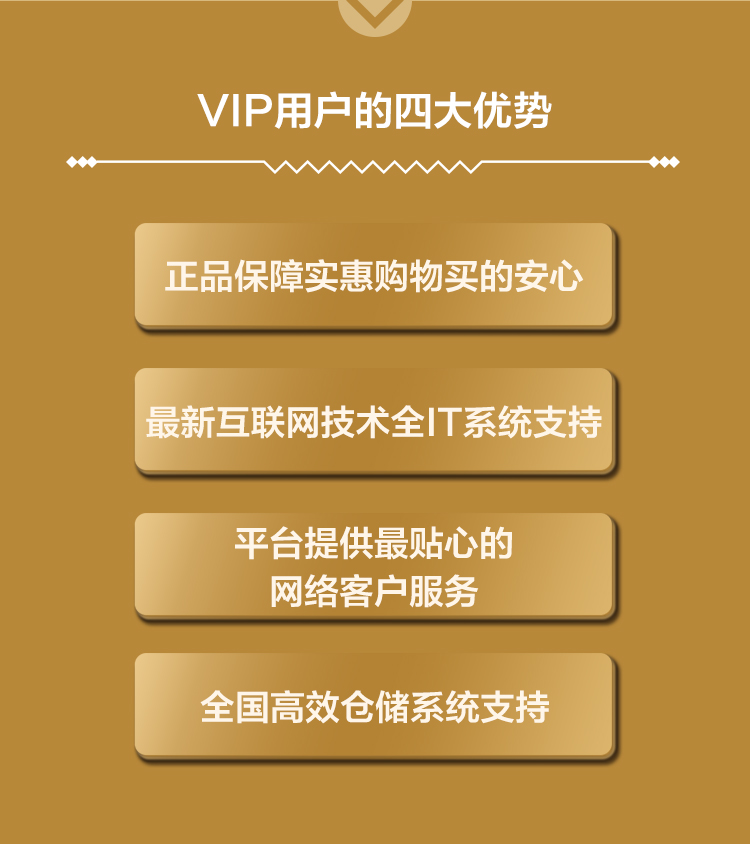 VIP用户的四大优势
正品保障实惠购物买的安心
最新互联网技术全IT系统支持
平台提供最贴心的
网络客户服务
全国高效仓储系统支持